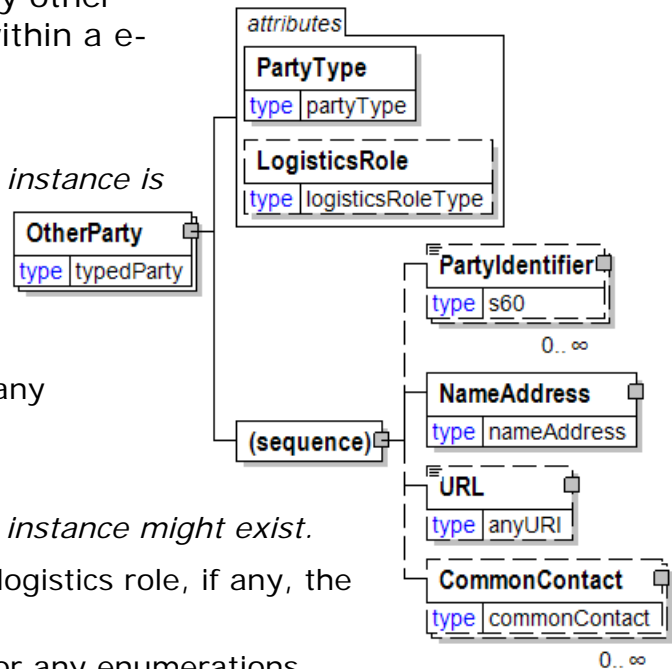 y other
within a e-
attributes
PartyType
type partyType
LogisticsRole
type logisticsRoleType
instance is
OtherParty
type typedParty
PartyIdentifier
type s60
0.. ∞
any
NameAddress
type nameAddress
(sequence)
URL
type anyURI
instance might exist.
logistics role, if any, the
CommonContact
type commonContact
0.. ∞
or any enumerations